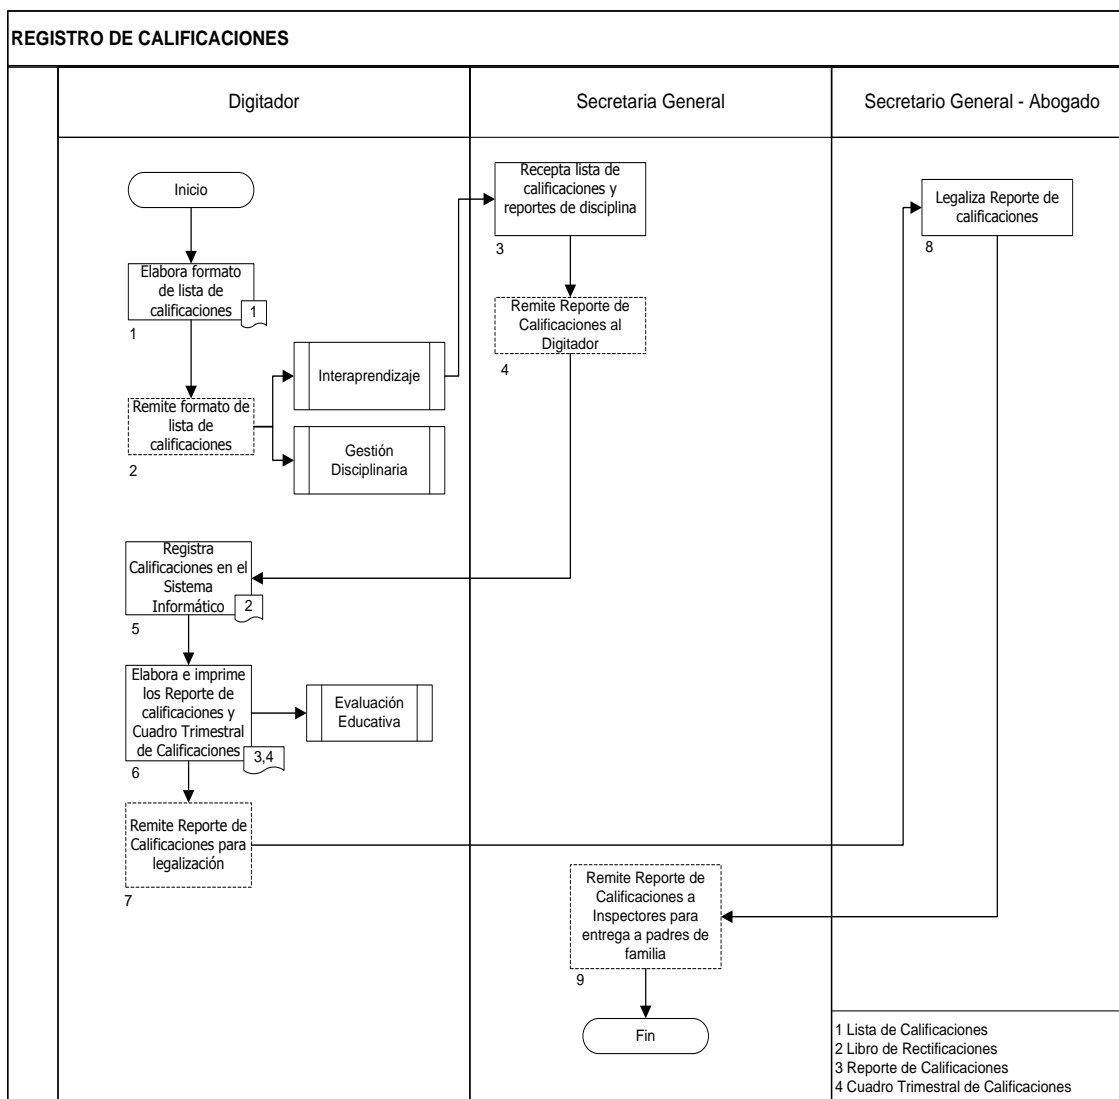 REGISTRO DE CALIFICACIONES
Digitador
Secretaria General
Secretario General - Abogado
Inicio
Elabora formato
de lista de
calificaciones
1
1
Remite formato de
lista de
calificaciones
2
Interaprendizaje
Gestión
Disciplinaria
Recepta lista de
calificaciones y
reportes de disciplina
3
Remite Reporte de
Calificaciones al
Digitador
4
Registra
Calificaciones en el
Sistema
Informático
2
5
Elabora e imprime
los Reporte de
calificaciones y
Cuadro Trimestral
de Calificaciones
3,4
6
Evaluación
Educativa
Remite Reporte de
Calificaciones para
legalización
7
Legaliza Reporte de
calificaciones
8
Remite Reporte de
Calificaciones a
Inspectores para
entrega a padres de
familia
9
Fin
1 Lista de Calificaciones
2 Libro de Rectificaciones
3 Reporte de Calificaciones
4 Cuadro Trimestral de Calificaciones